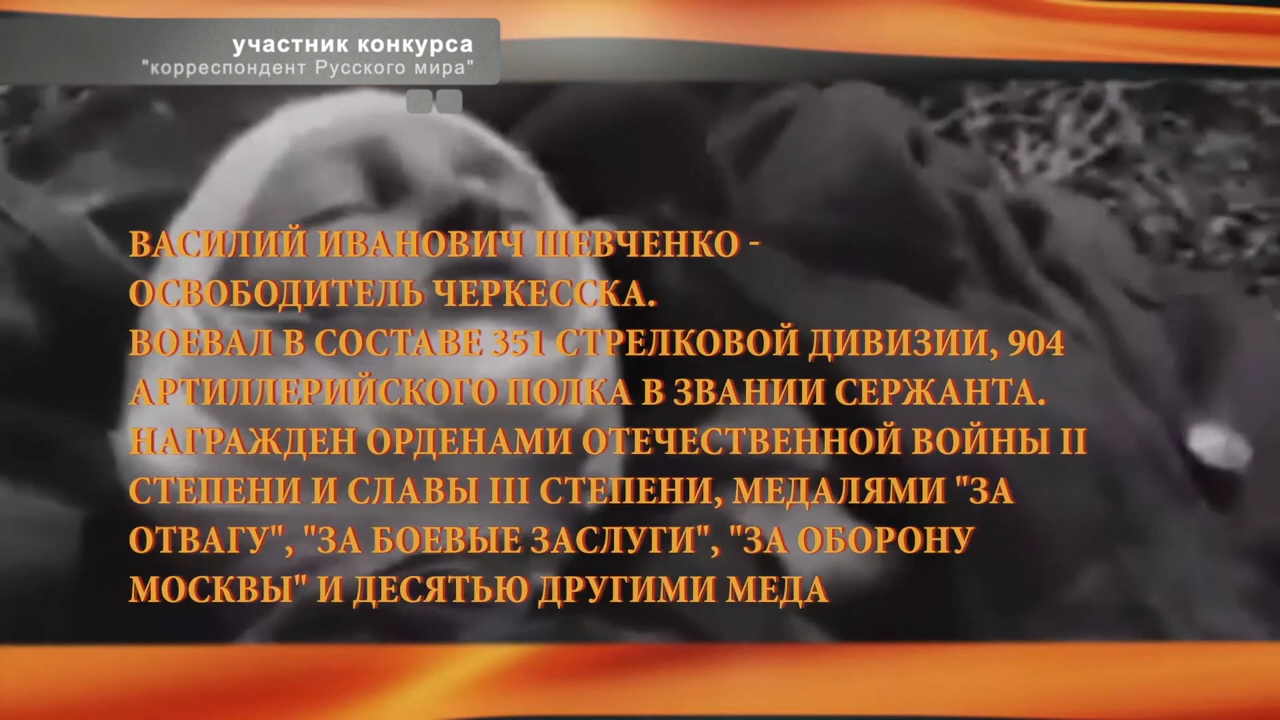 участник конкурса
"корреспондент Русского мира"
ВАСИЛИЙ ИВАНОВИЧ ШЕВЧЕНКО -
ОСВОБОДИТЕЛЬ ЧЕРКЕССКА.
ВОЕВАЛ В СОСТАВЕ 351 СТРЕЛКОВОЙ ДИВИЗИИ, 904
АРТИЛЛЕРИЙСКОГО ПОЛКА В ЗВАНИИ СЕРЖАНТА.
НАГРАЖДЕН ОРДЕНАМИ ОТЕЧЕСТВЕННОЙ ВОЙНЫ II
СТЕПЕНИ И СЛАВЫ III СТЕПЕНИ, МЕДАЛЯМИ "ЗА
ОТВАГУ", "ЗА БОЕВЫЕ ЗАСЛУГИ", "ЗА ОБОРОНУ
МОСКВЫ" И ДЕСЯТЬЮ ДРУГИМИ МЕДА